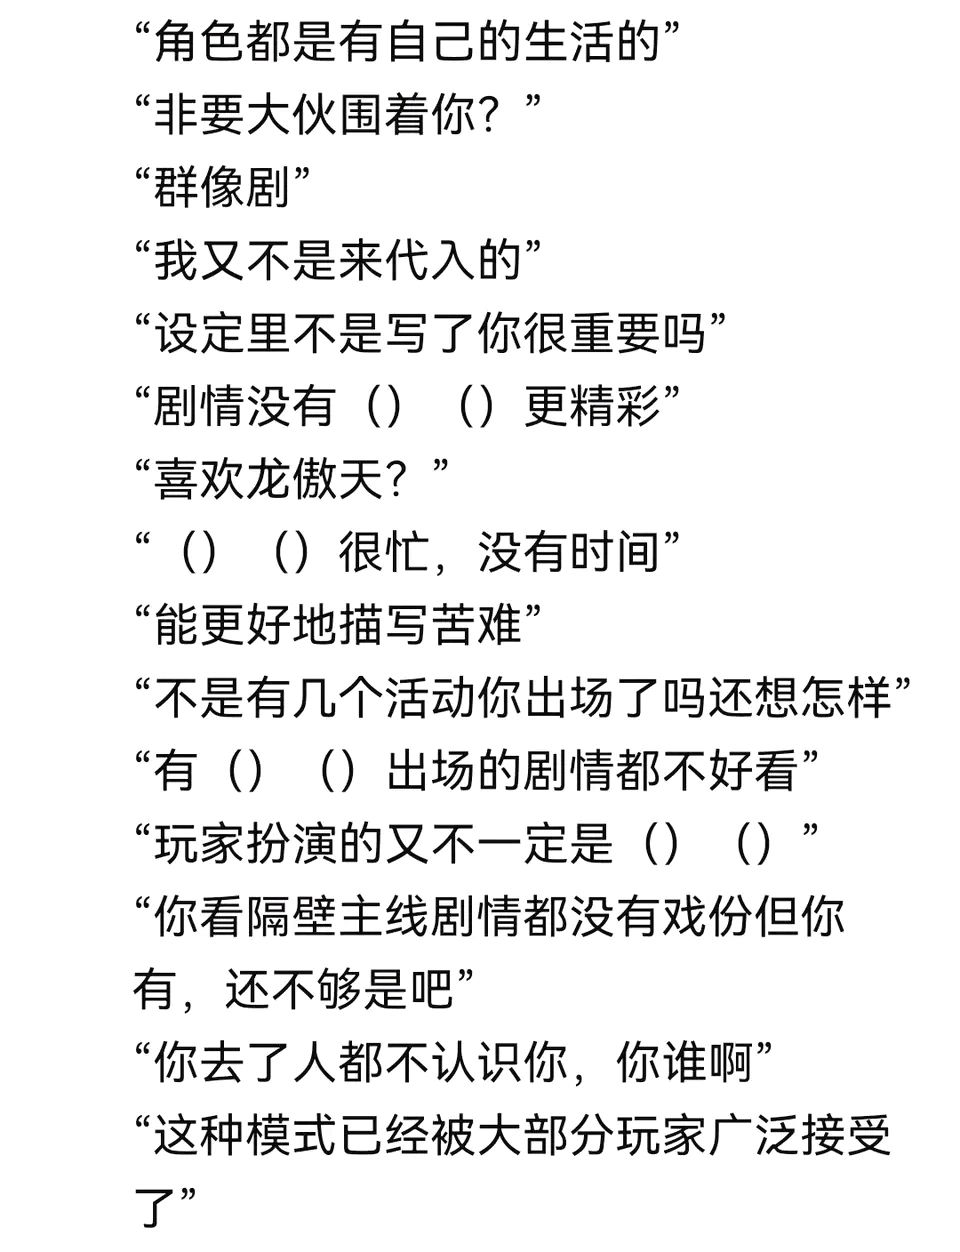 “角色都是有自己的生活的”
“非要大伙围着你？”
“群像剧”
“我又不是来代入的”
“设定里不是写了你很重要吗”
“剧情没有（）（）更精彩”
“喜欢龙傲天？”
“（）（）很忙，没有时间”
“能更好地描写苦难”
“不是有几个活动你出场了吗还想怎样”
“有（）（）出场的剧情都不好看”
“玩家扮演的又不一定是（）（）”
“你看隔壁主线剧情都没有戏份但你
有，还不够是吧”
“你去了人都不认识你，你谁啊”
“这种模式已经被大部分玩家广泛接受
了”